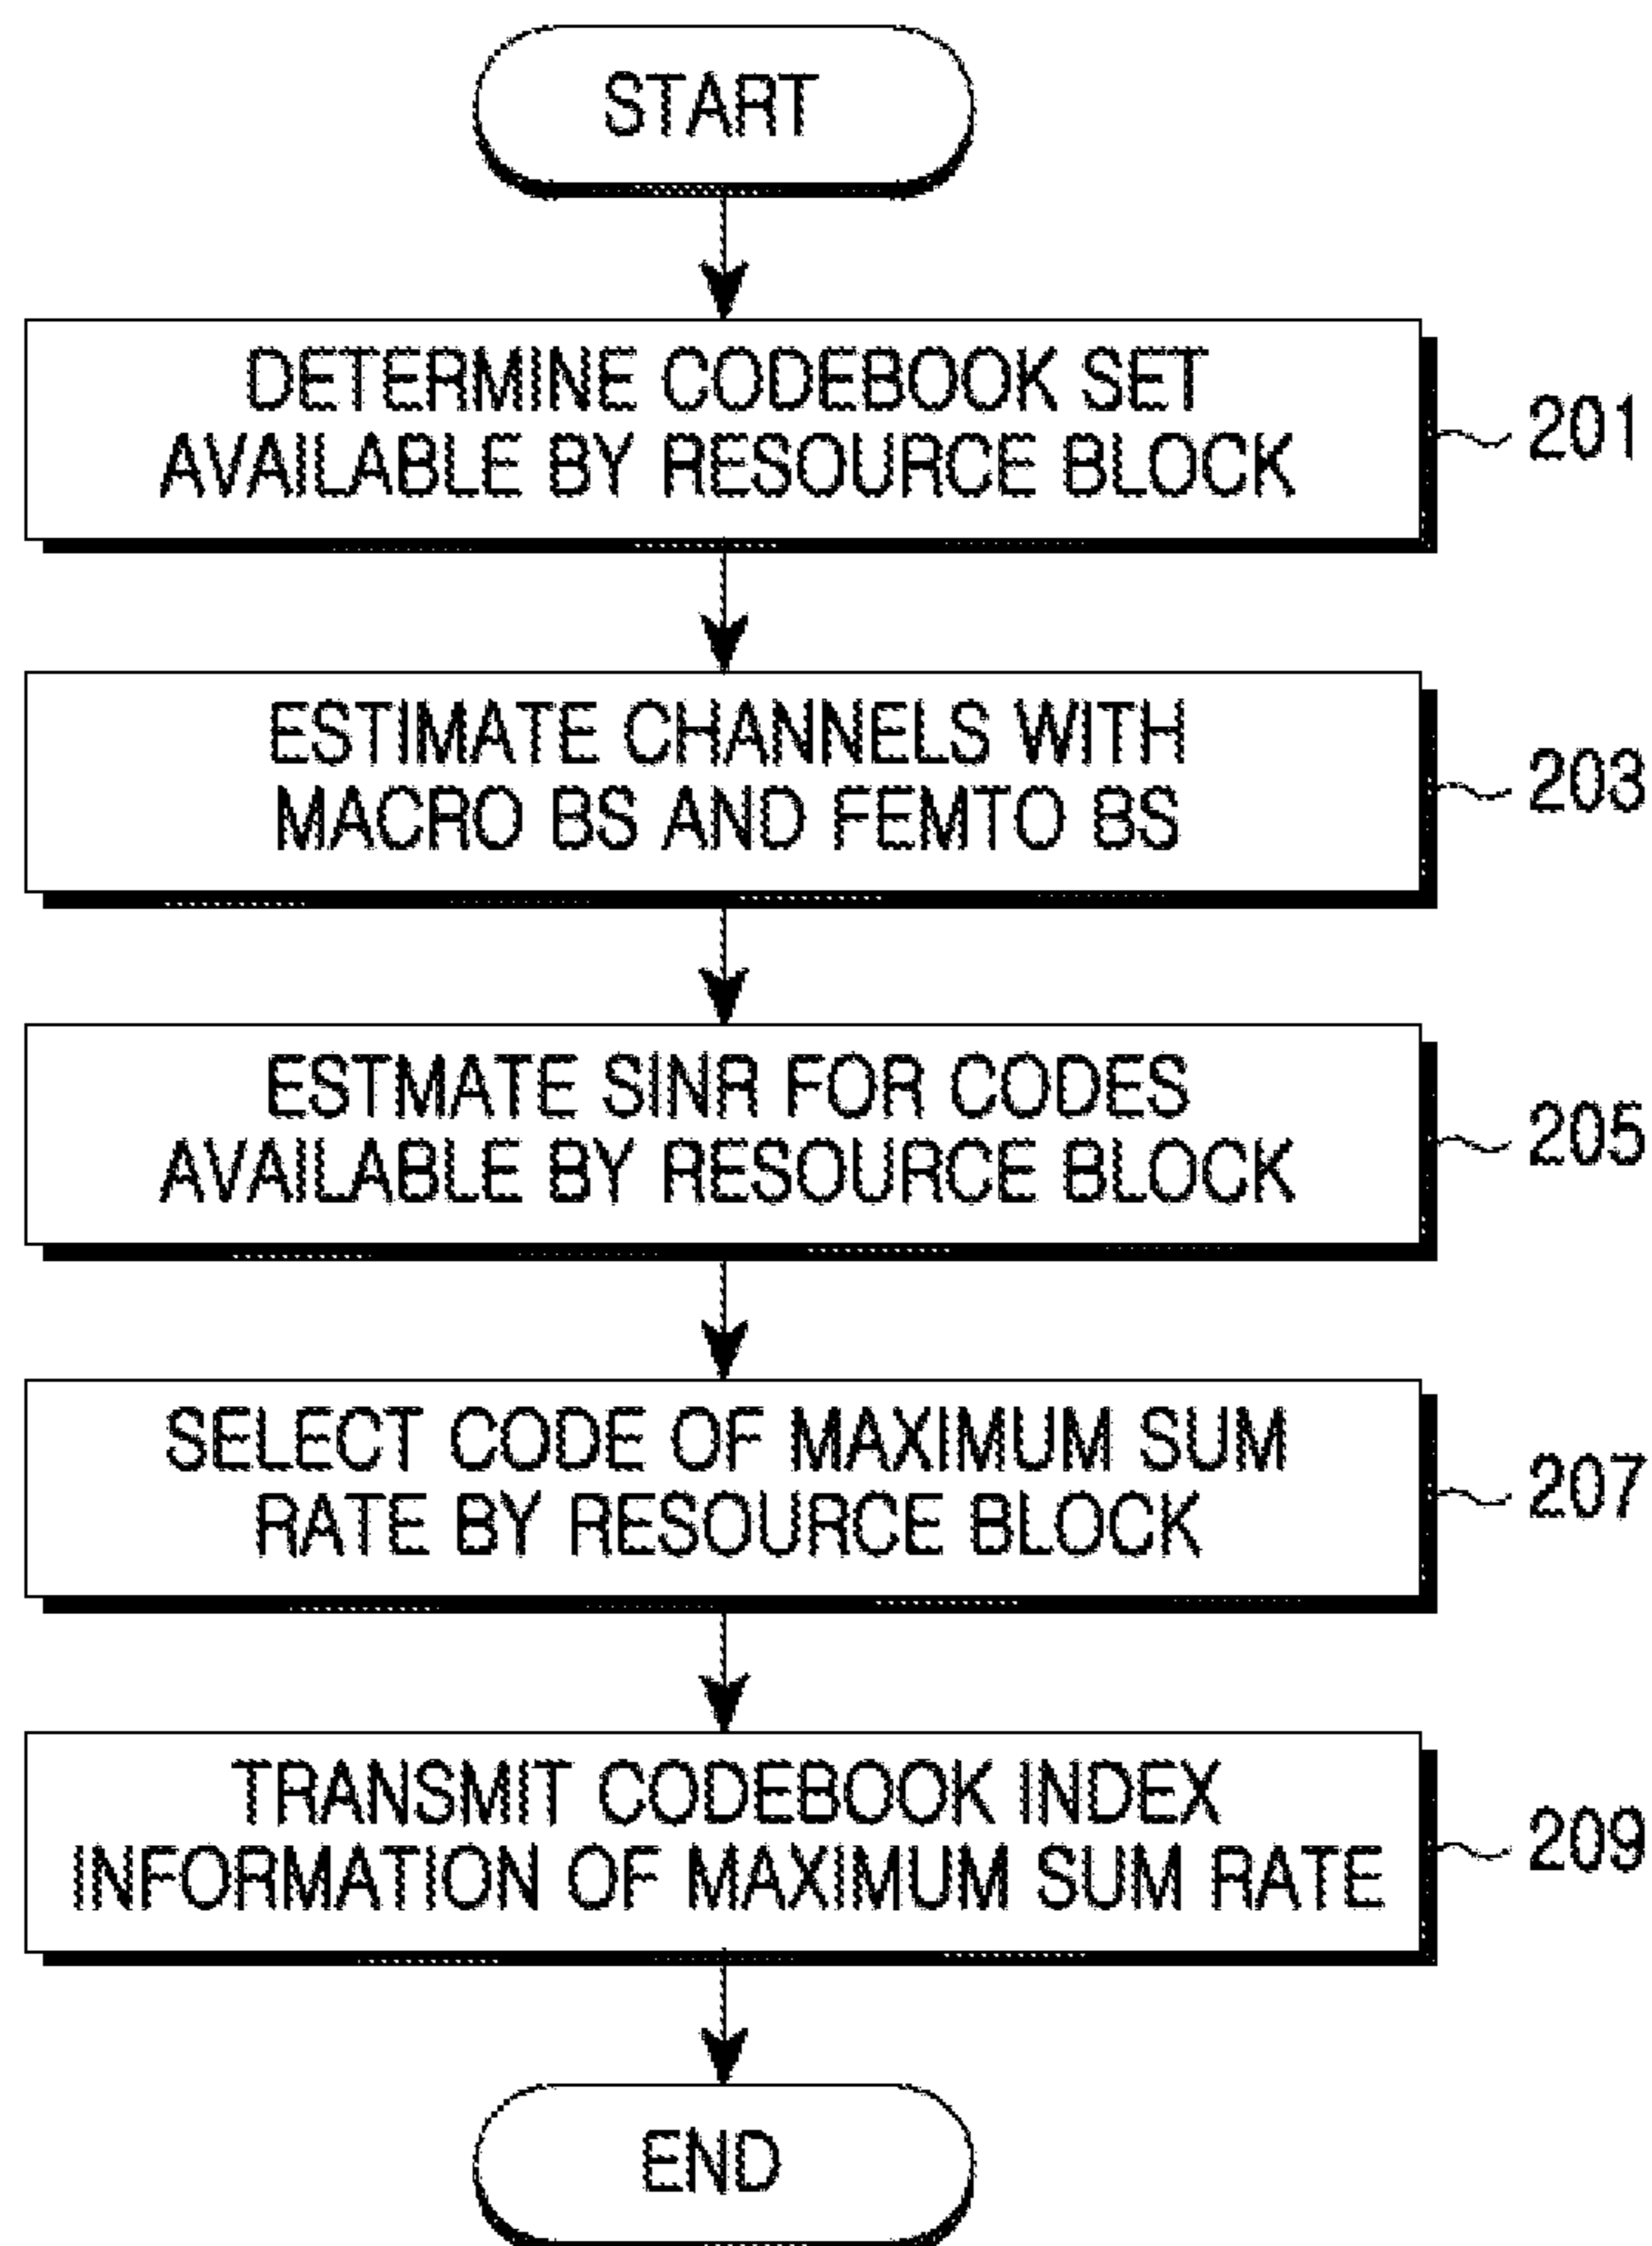 START
DETERMINE CODEBOOK SET
AVAILABLE BY RESOURCE BLOCK
201
ESTIMATE CHANNELS WITH
MACRO BS AND FEMTO BS
203
ESTMATE SINR FOR CODES
AVAILABLE BY RESOURCE BLOCK
205
SELECT CODE OF MAXIMUM SUM
RATE BY RESOURCE BLOCK
207
TRANSMIT CODEBOOK INDEX
INFORMATION OF MAXIMUM SUM RATE
209
END